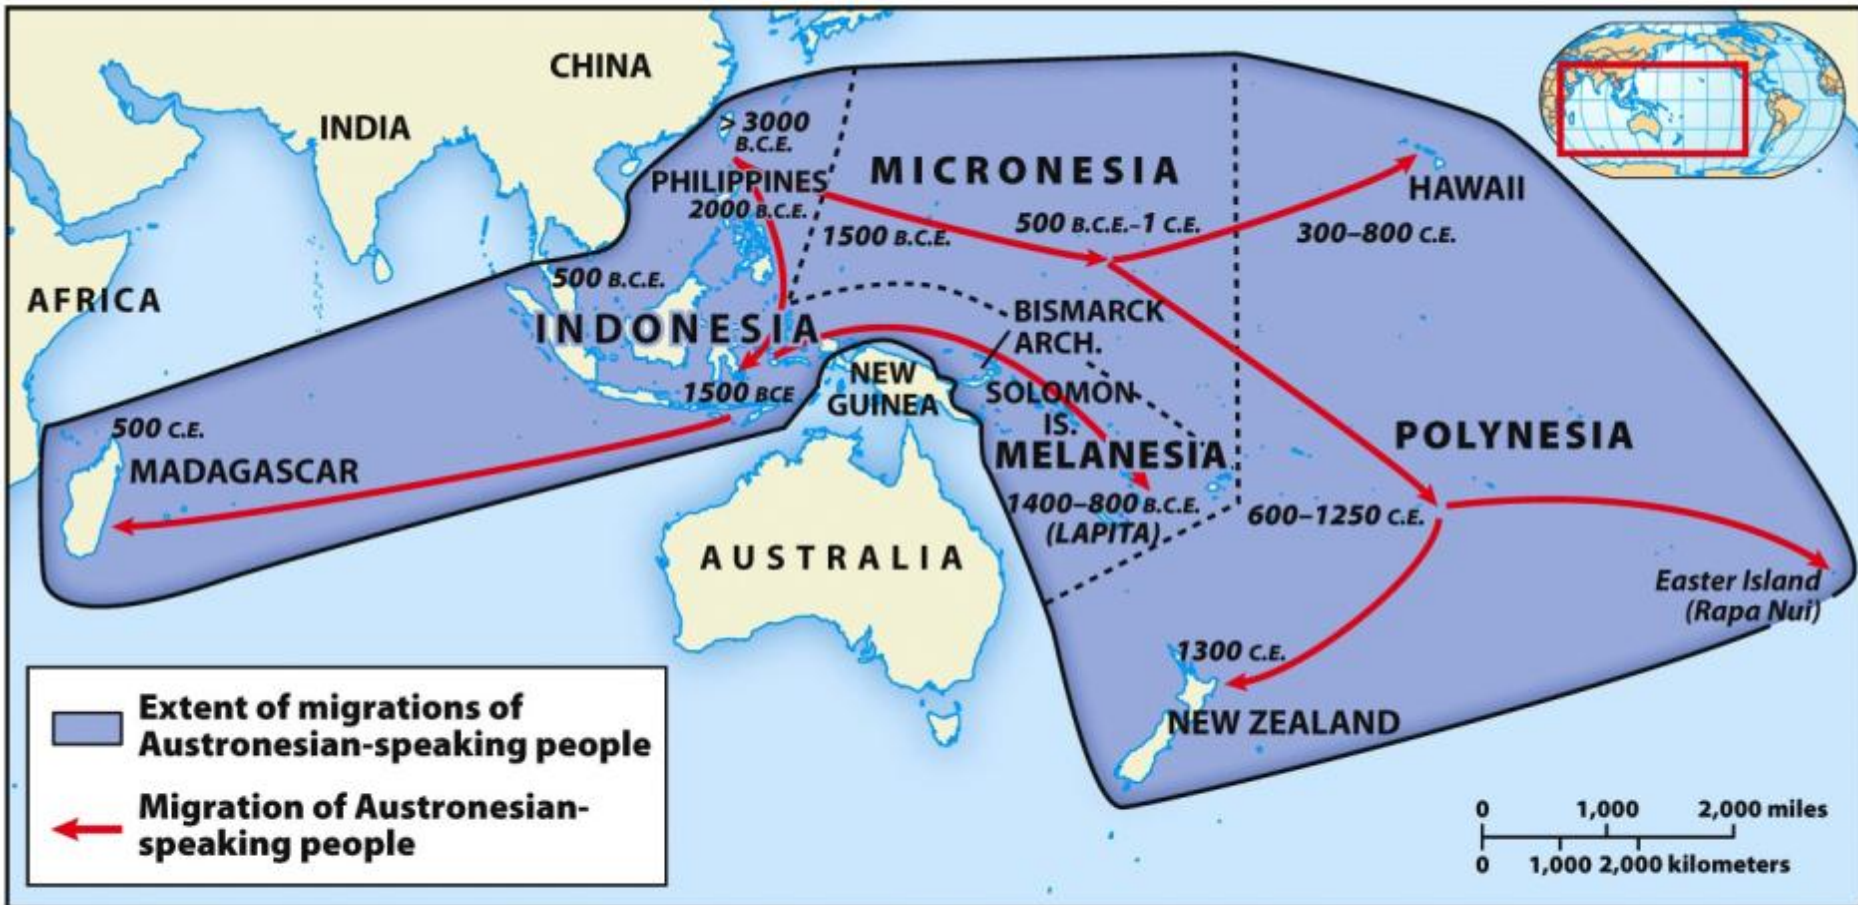 CHINA
INDIA
> 3000
B.C.E.
MICRONESIA
PHILIPPINES
2000 B.C.E.
HAWAII
1500 B.C.E.
500 B.C.E.–1 C.E.
300–800 C.E.
AFRICA
500 B.C.E.
INDONESIA
BISMARCK
ARCH.
1500 BCE
NEW
GUINEA
SOLOMON
IS.
500 C.E.
MADAGASCAR
MELANESIA
POLYNESIA
1400–800 B.C.E.
(LAPITA)
600–1250 C.E.
AUSTRALIA
Easter Island
(Rapa Nui)
1300 C.E.
NEW ZEALAND
Extent of migrations of
Austronesian-speaking people
Migration of Austronesian-
speaking people
0 1,000 2,000 miles
0 1,000 2,000 kilometers